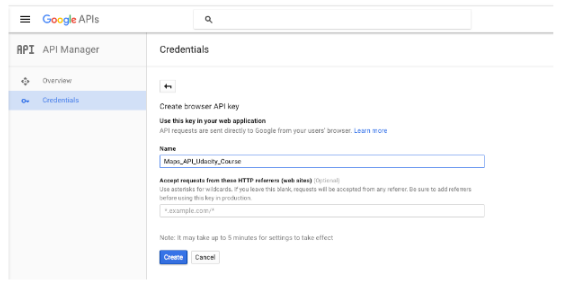 Google APIs
API API Manager
Credentials
Overview
Credentials
Create browser API key
Use this key in your web application
API requests are sent directly to Google from your users' browser. Learn more
Name
Maps_API_Udacity_Course
Accept requests from these HTTP referrers (web sites) (Optional)
Use asterisks for wildcards. If you leave this blank, requests will be accepted from any referrer. Be sure to add referrers
before using this key in production.
*.example.com/*
Note: It may take up to 5 minutes for settings to take effect
Create Cancel